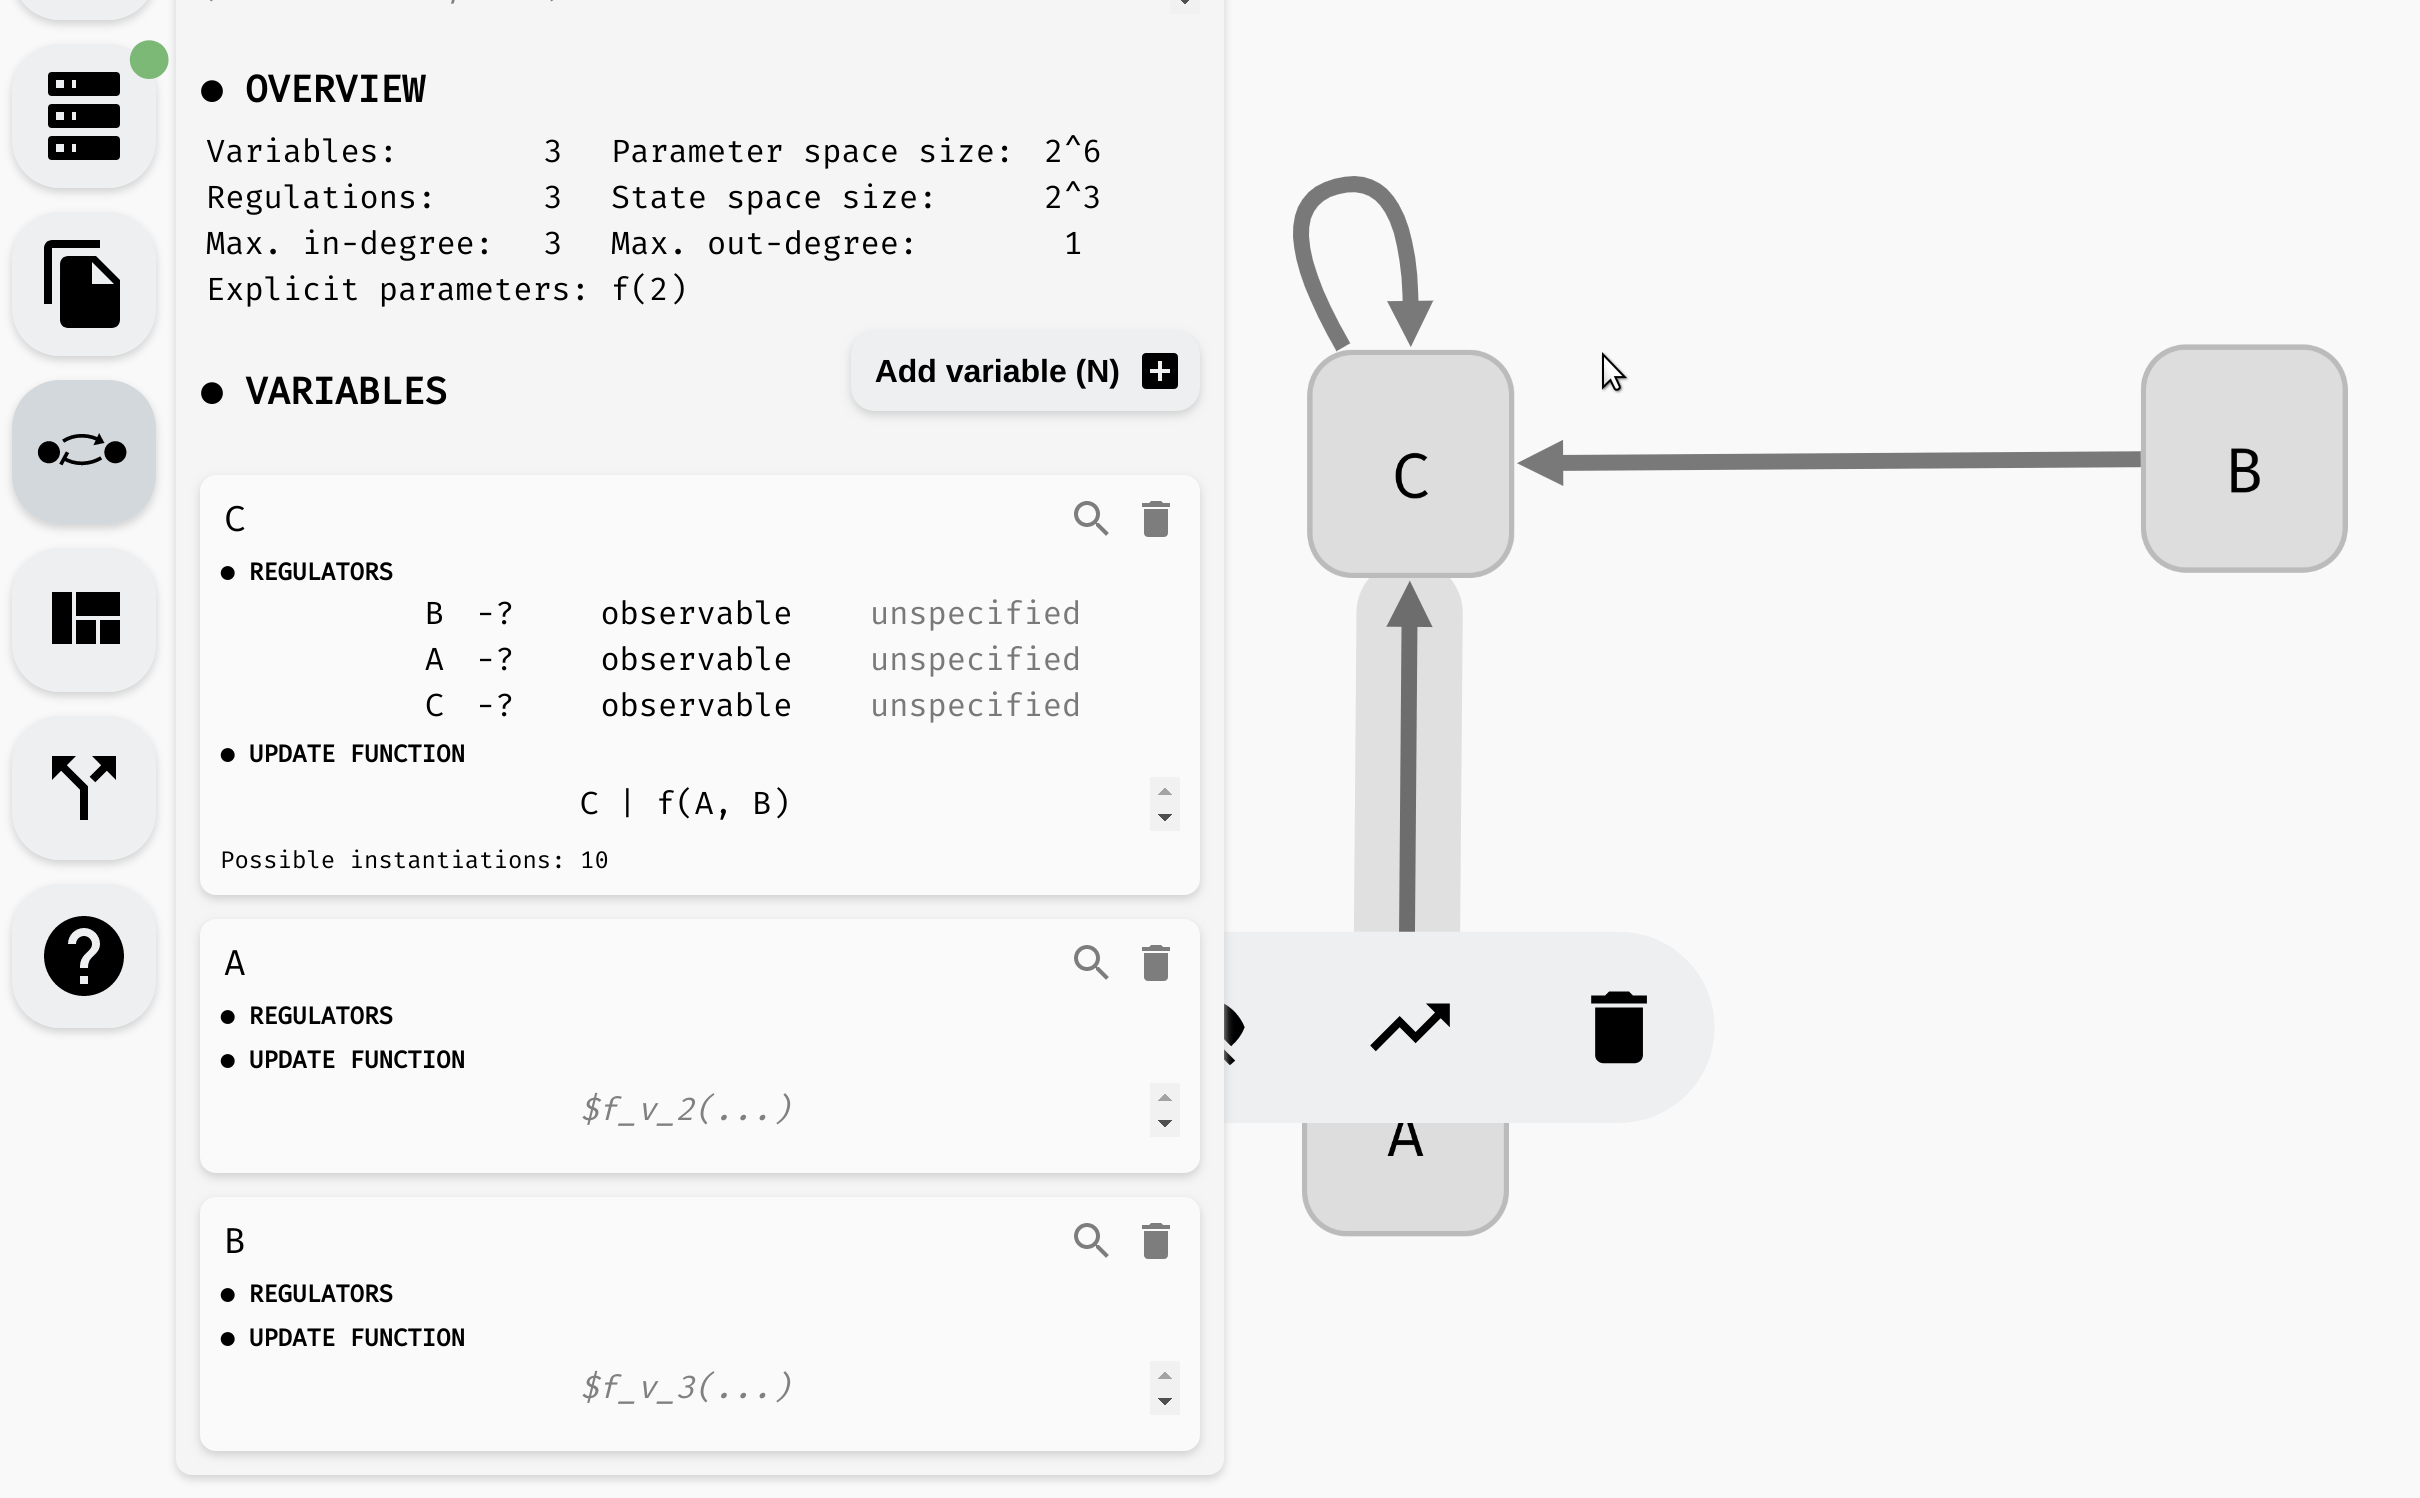 OVERVIEW
Variables: 3 Parameter space size: 2^6
Regulations: 3 State space size: 2^3
Max. in-degree: 3 Max. out-degree: 1
Explicit parameters: f(2)
VARIABLES
Add variable (N)
C
REGULATORS
B -? observable unspecified
A -? observable unspecified
C -? observable unspecified
UPDATE FUNCTION
C | f(A, B)
Possible instantiations: 10
A
REGULATORS
UPDATE FUNCTION
$f_v_2(...)
B
REGULATORS
UPDATE FUNCTION
$f_v_3(...)
C
B
A